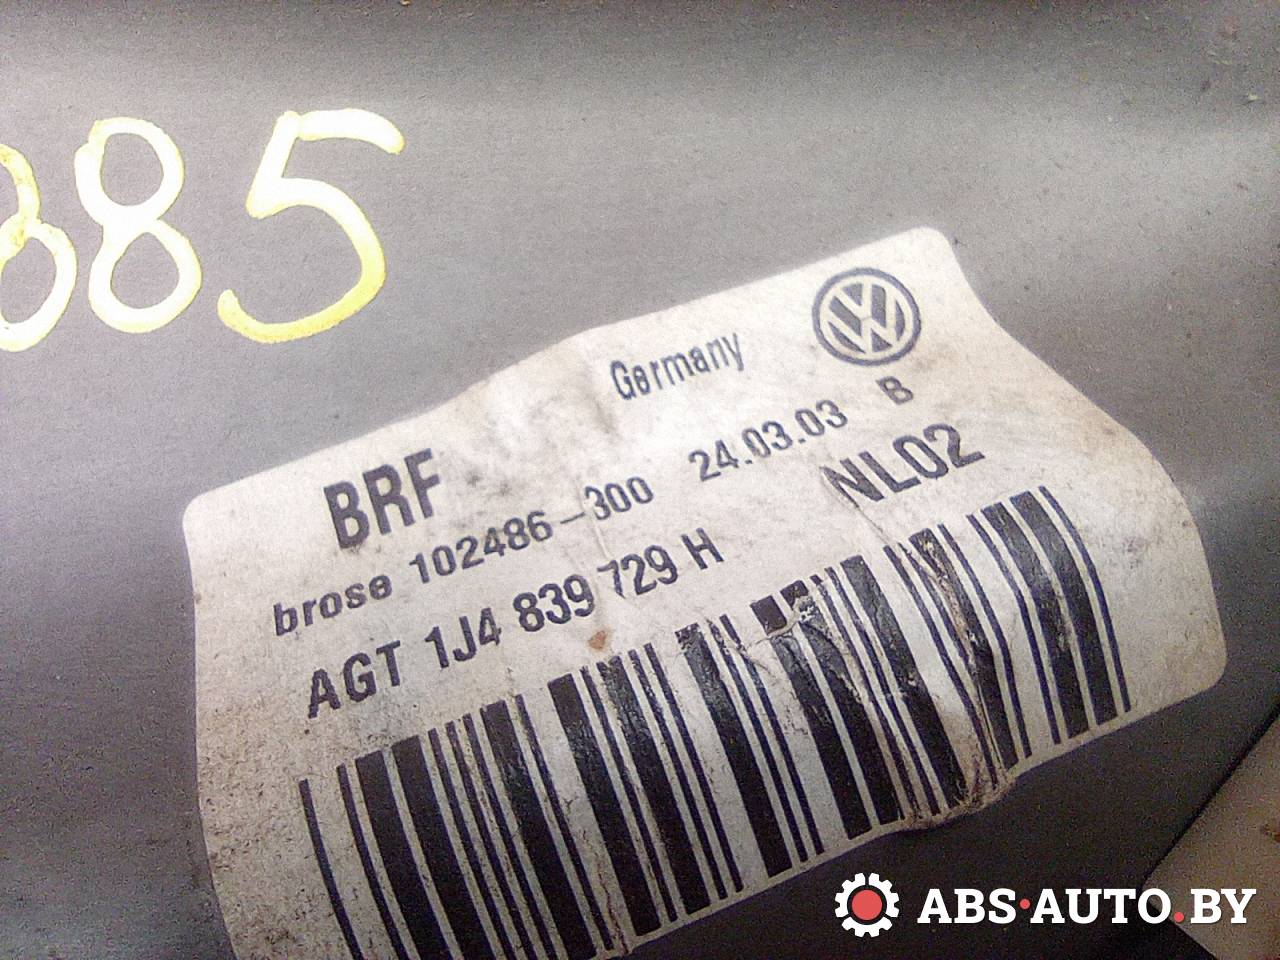 885
Germany
BRF
brose 102486-300 24.03.03 B
AGT 1J4 839 729 H NL02
ABS·AUTO.BY